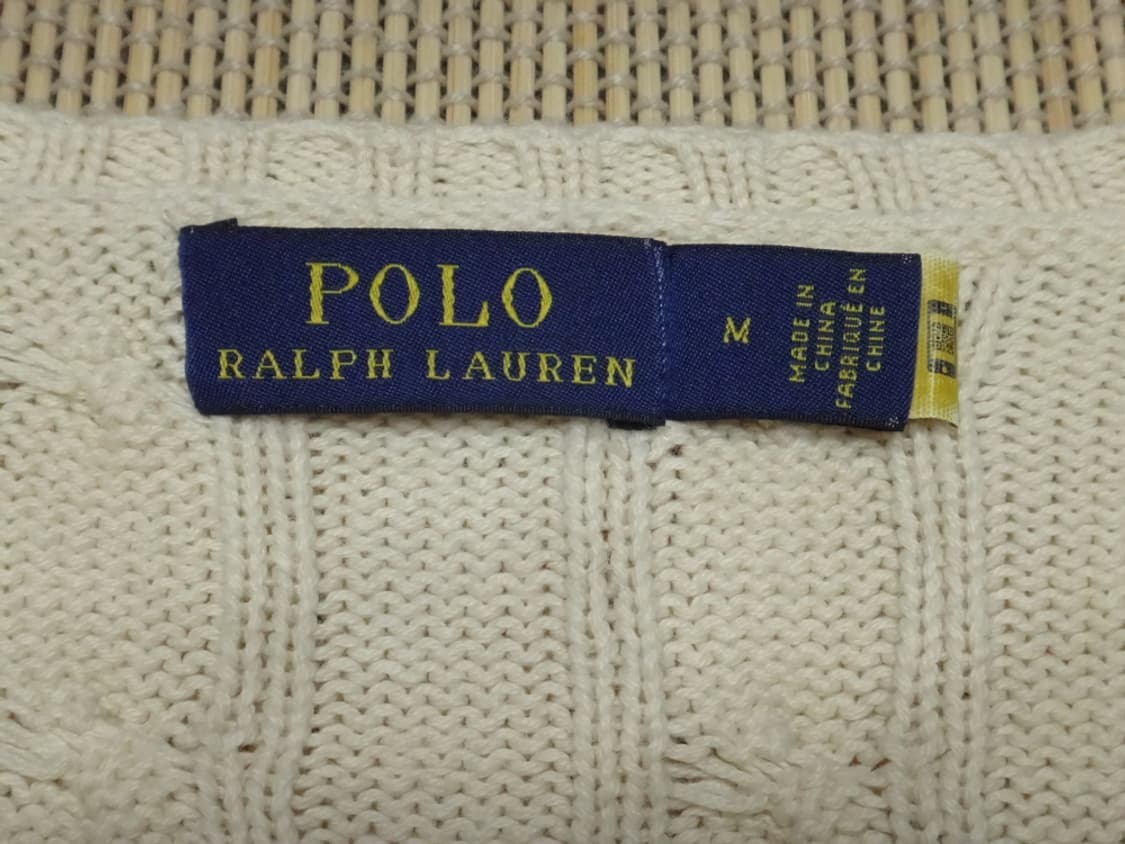 POLO
RALPH LAUREN
M
MADE IN
CHINA
FABRIQUÉ EN
CHINE